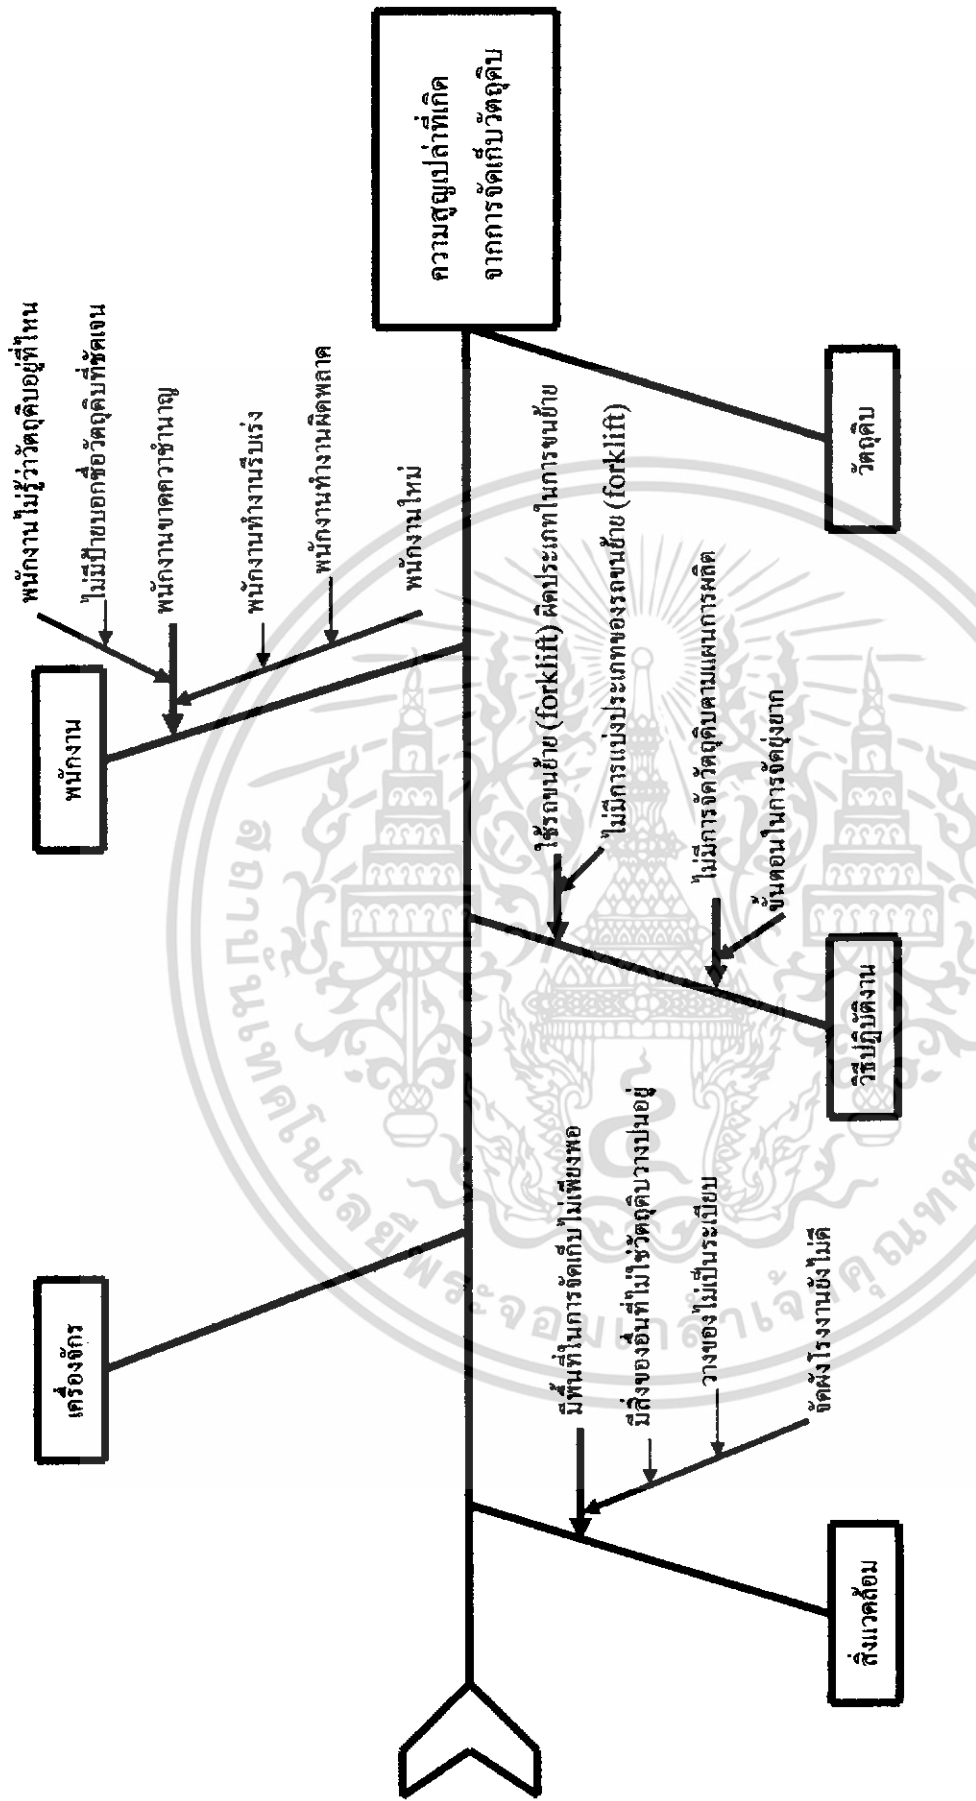 ความสูญเปล่าที่เกิด
จากการจัดเก็บวัตถุดิบ
พนักงาน
พนักงานไม่รู้ว่าวัตถุดิบอยู่ที่ไหน
ไม่มีป้ายบอกชื่อวัตถุดิบที่ชัดเจน
พนักงานขาดควาชำนาญ
พนักงานทำงานรีบเร่ง
พนักงานทำงานผิดพลาด
พนักงานใหม่
เครื่องจักร
วัตถุดิบ
วิธีปฏิบัติงาน
ใช้รถขนย้าย (forklift) ผิดประเภทในการขนย้าย
ไม่มีการแบ่งประเภทของรถขนย้าย (forklift)
ไม่มีการจัดวัตถุดิบตามแผนการผลิต
ขั้นตอนในการจัดยุ่งยาก
สิ่งแวดล้อม
มีพื้นที่ในการจัดเก็บไม่เพียงพอ
มีสิ่งของอื่นที่ไม่ใช่วัตถุดิบวางปนอยู่
วางของไม่เป็นระเบียบ
จัดผังโรงงานยังไม่ดี